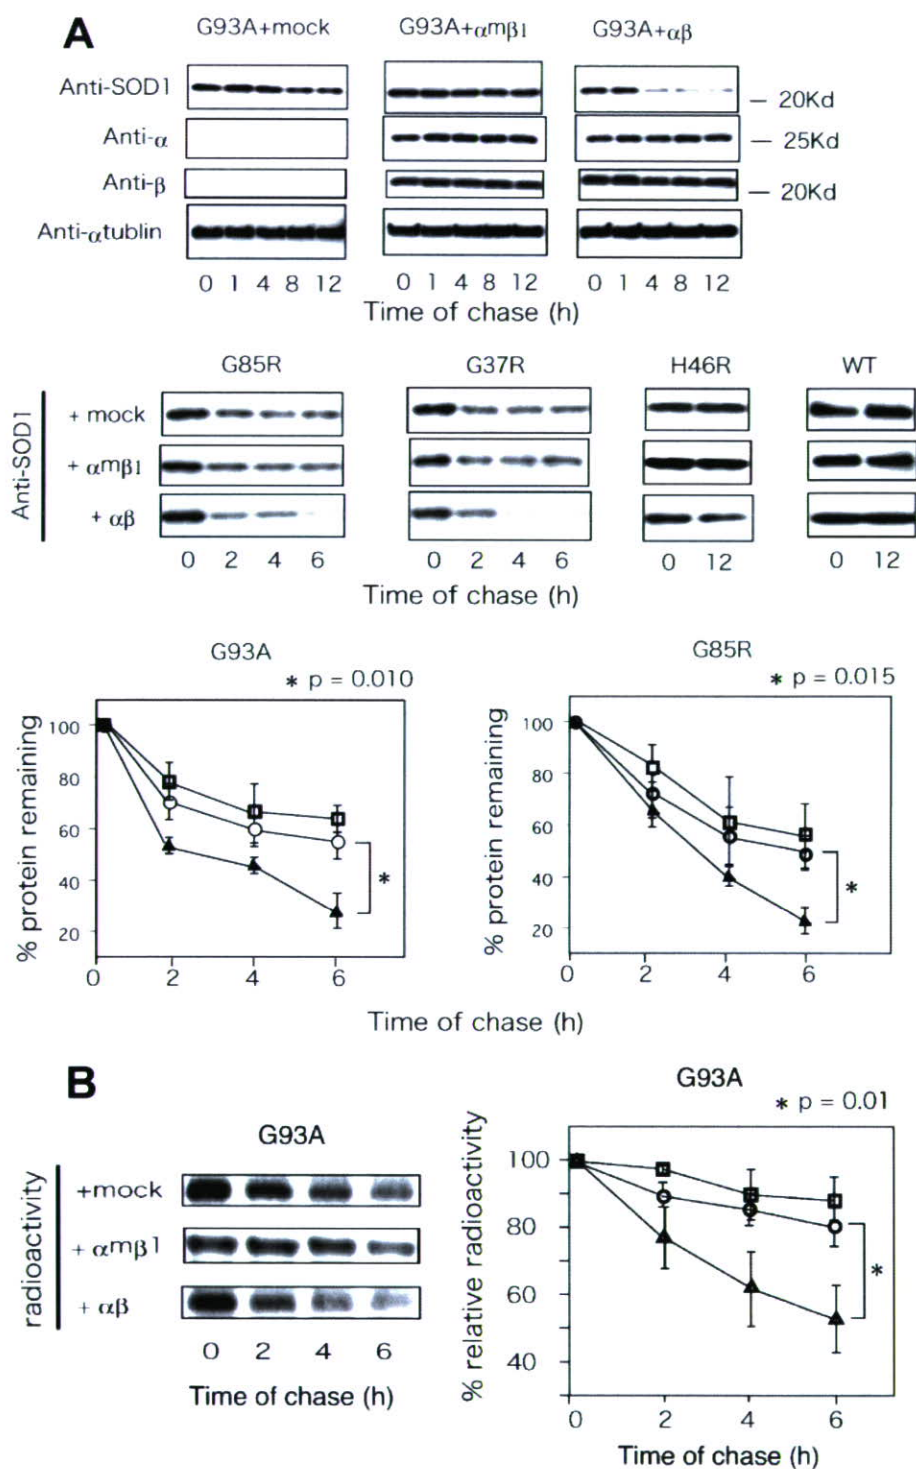 A
G93A+mock G93A+αmβ1 G93A+αβ
Anti-SOD1
— 20Kd
Anti-α
— 25Kd
Anti-β
— 20Kd
Anti-αtublin
0 1 4 8 12 0 1 4 8 12 0 1 4 8 12
Time of chase (h)
G85R G37R H46R WT
Anti-SOD1
+ mock
+ αmβ1
+ αβ
0 2 4 6 0 2 4 6 0 12 0 12
Time of chase (h)
G93A
* p = 0.010
% protein remaining
100
80
60
40
20
*
0 2 4 6
G85R
* p = 0.015
% protein remaining
100
80
60
40
20
*
0 2 4 6
Time of chase (h)
B
G93A
radioactivity
+mock
+ αmβ1
+ αβ
0 2 4 6
Time of chase (h)
G93A
* p = 0.01
% relative radioactivity
100
80
60
40
*
0 2 4 6
Time of chase (h)